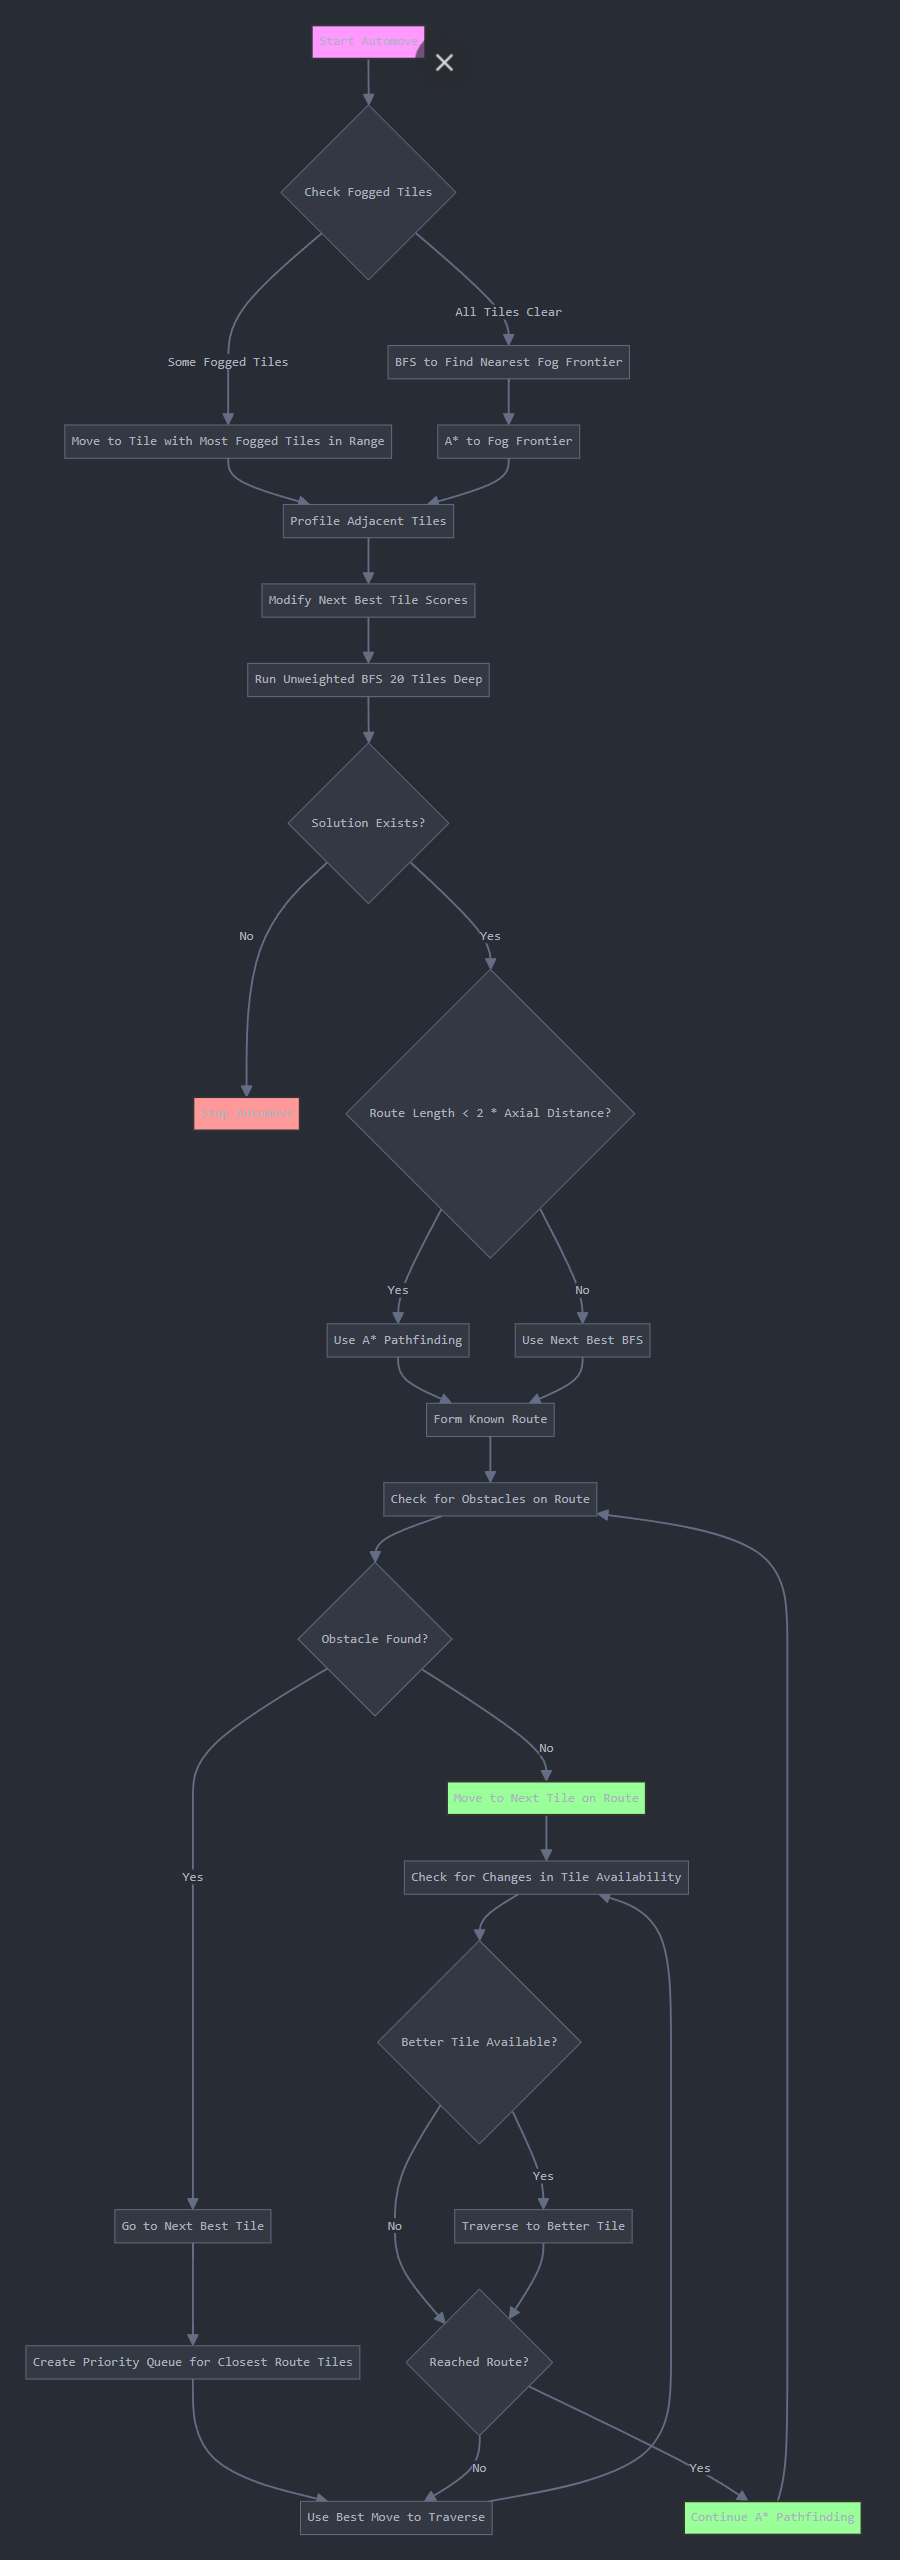 Start Automove
Check Fogged Tiles
All Tiles Clear
Some Fogged Tiles
BFS to Find Nearest Fog Frontier
Move to Tile with Most Fogged Tiles in Range
A* to Fog Frontier
Profile Adjacent Tiles
Modify Next Best Tile Scores
Run Unweighted BFS 20 Tiles Deep
Solution Exists?
No
Yes
Stop Automove
Route Length < 2 * Axial Distance?
Yes
No
Use A* Pathfinding
Use Next Best BFS
Form Known Route
Check for Obstacles on Route
Obstacle Found?
No
Move to Next Tile on Route
Yes
Check for Changes in Tile Availability
Better Tile Available?
Yes
Go to Next Best Tile
No
Traverse to Better Tile
Create Priority Queue for Closest Route Tiles
Reached Route?
No
Yes
Use Best Move to Traverse
Continue A* Pathfinding